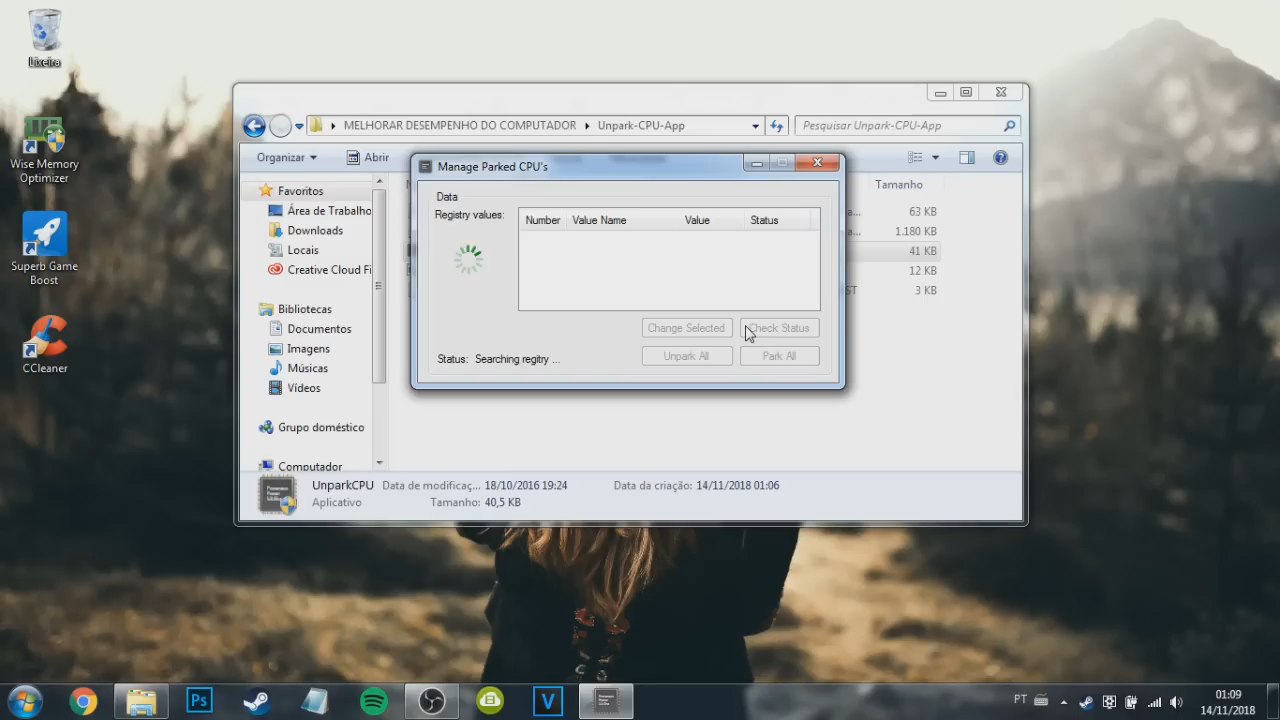 Lixeira
Wise Memory
Optimizer
Superb Game
Boost
CCleaner
MELHORAR DESEMPENHO DO COMPUTADOR
Unpark-CPU-App
Pesquisar Unpark-CPU-App
Organizar
Abrir
Tamanho
63 KB
1.180 KB
41 KB
12 KB
3 KB
Favoritos
Área de Trabalho
Downloads
Locais
Creative Cloud Fi
Bibliotecas
Documentos
Imagens
Músicas
Vídeos
Grupo doméstico
Computador
Manage Parked CPU's
Data
Registry values:
Number Value Name Value Status
Change Selected
Check Status
Status: Searching regitry ...
Unpark All
Park All
UnparkCPU Data de modificaç... 18/10/2016 19:24 Data da criação: 14/11/2018 01:06
Aplicativo Tamanho: 40,5 KB
Ps
V
PT
01:09
14/11/2018